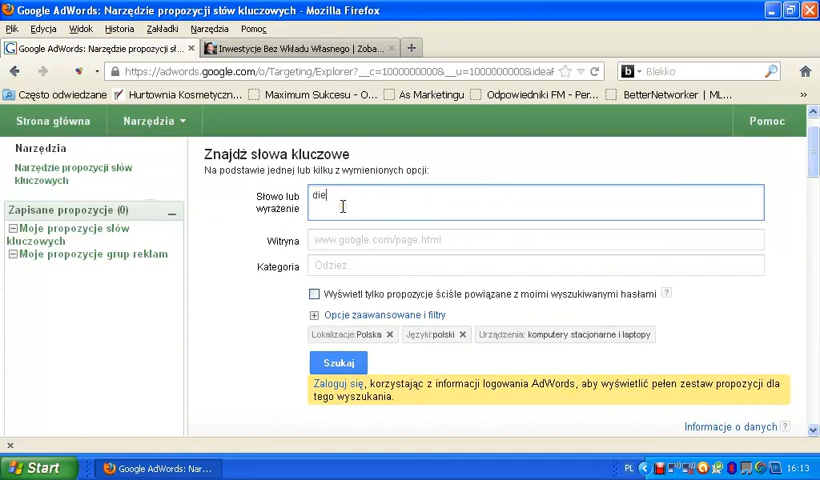 Google AdWords: Narzędzie propozycji słów kluczowych - Mozilla Firefox
Plik Edycja Widok Historia Zakładki Narzędzia Pomoc
Google AdWords: Narzędzie propozycji sł...
Inwestycje Bez Wkładu Własnego | Zoba...
https://adwords.google.com/o/Targeting/Explorer?__c=1000000000&__u=1000000000&ideaF
Blekko
Często odwiedzane Hurtownia Kosmetyczn... Maximum Sukcesu - O... As Marketingu Odpowiedniki FM - Per... BetterNetworker | ML...
Strona główna Narzędzia Pomoc
Narzędzia
Narzędzie propozycji słów
kluczowych
Zapisane propozycje (0)
Moje propozycje słów
kluczowych
Moje propozycje grup reklam
Znajdź słowa kluczowe
Na podstawie jednej lub kilku z wymienionych opcji:
Słowo lub
wyrażenie
die
Witryna www.google.com/page.html
Kategoria Odzież
Wyświetl tylko propozycje ściśle powiązane z moimi wyszukiwanymi hasłami ?
Opcje zaawansowane i filtry
Lokalizacje: Polska Języki: polski Urządzenia: komputery stacjonarne i laptopy
Szukaj
Zaloguj się, korzystając z informacji logowania AdWords, aby wyświetlić pełen zestaw propozycji dla
tego wyszukania.
Informacje o danych ?
Start Google AdWords: Nar... PL 16:13